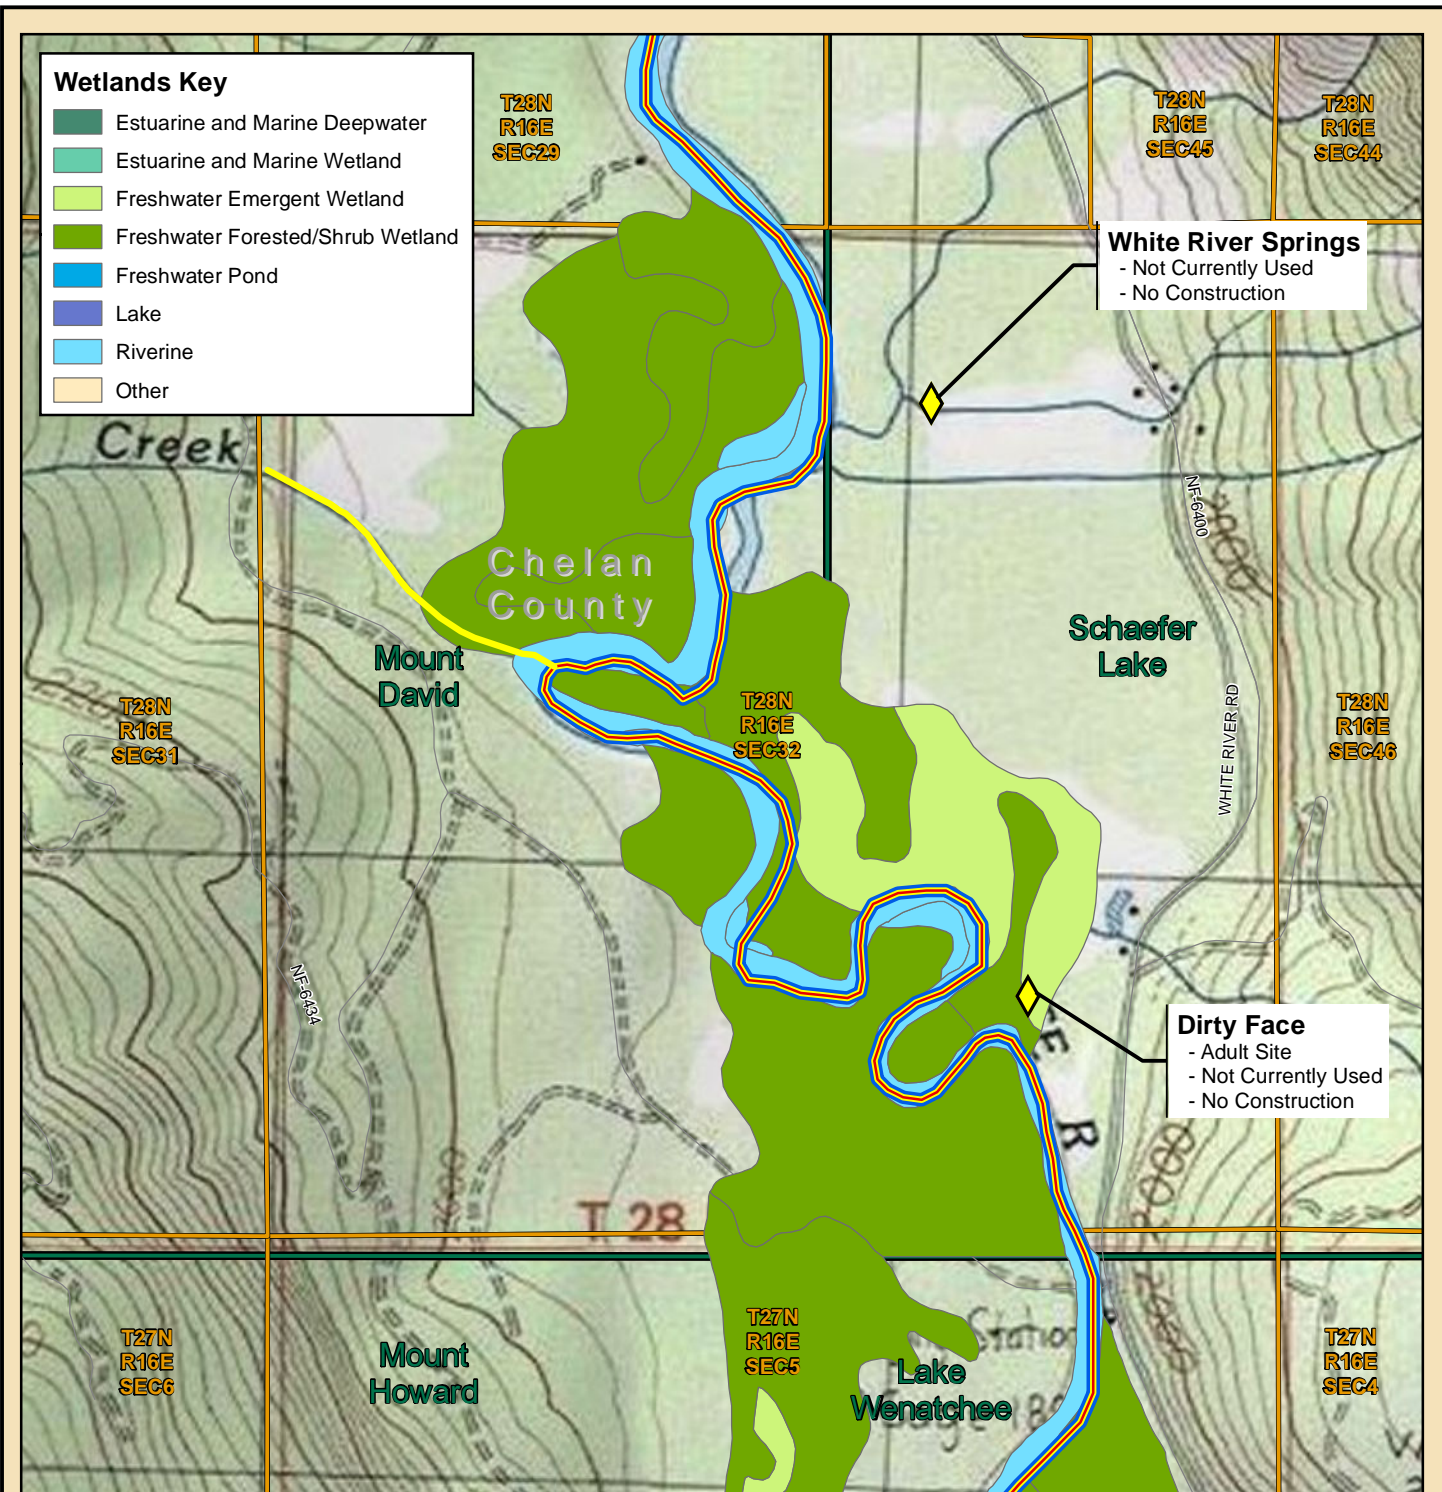 Wetlands Key
Estuarine and Marine Deepwater
Estuarine and Marine Wetland
Freshwater Emergent Wetland
Freshwater Forested/Shrub Wetland
Freshwater Pond
Lake
Riverine
Other
T28N
R16E
SEC29
T28N
R16E
SEC45
T28N
R16E
SEC44
White River Springs
- Not Currently Used
- No Construction
Creek
NF-6400
Chelan
County
Schaefer
Lake
Mount
David
T28N
R16E
SEC31
T28N
R16E
SEC32
T28N
R16E
SEC46
WHITE RIVER RD
NF-6434
Dirty Face
- Adult Site
- Not Currently Used
- No Construction
E
R
T 28
T27N
R16E
SEC6
Mount
Howard
T27N
R16E
SEC5
Station
Lake
Wenatchee
T27N
R16E
SEC4